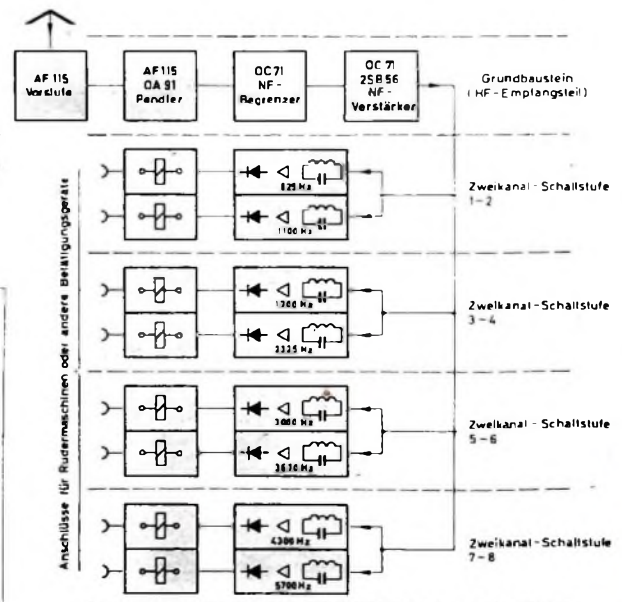 AF 115
Vorstufe
AF 115
OA 91
Pendler
OC 71
NF-
Begrenzer
OC 71
2SB 56
NF-
Verstärker
Grundbaustein
(HF-Empfangsteil)
Anschlüsse für Rudermaschinen oder andere Betätigungsgeräte
825 Hz
1100 Hz
Zweikanal-Schaltstufe
1-2
Hz
2325 Hz
Zweikanal-Schaltstufe
3-4
3000 Hz
3670 Hz
Zweikanal-Schaltstufe
5-6
4300 Hz
5700 Hz
Zweikanal-Schaltstufe
7-8